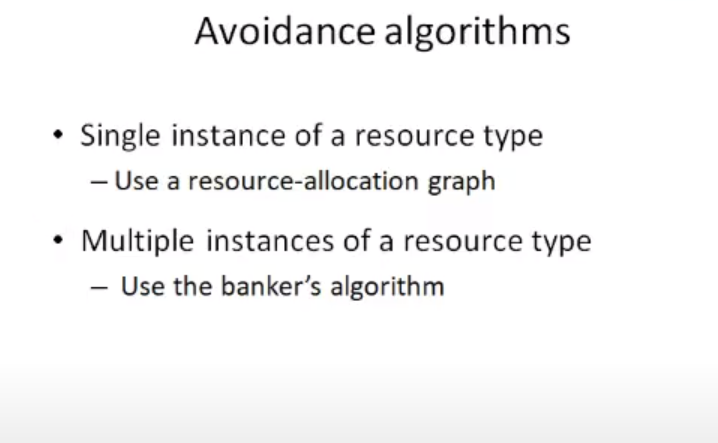 Avoidance algorithms
• Single instance of a resource type
– Use a resource-allocation graph
• Multiple instances of a resource type
– Use the banker’s algorithm